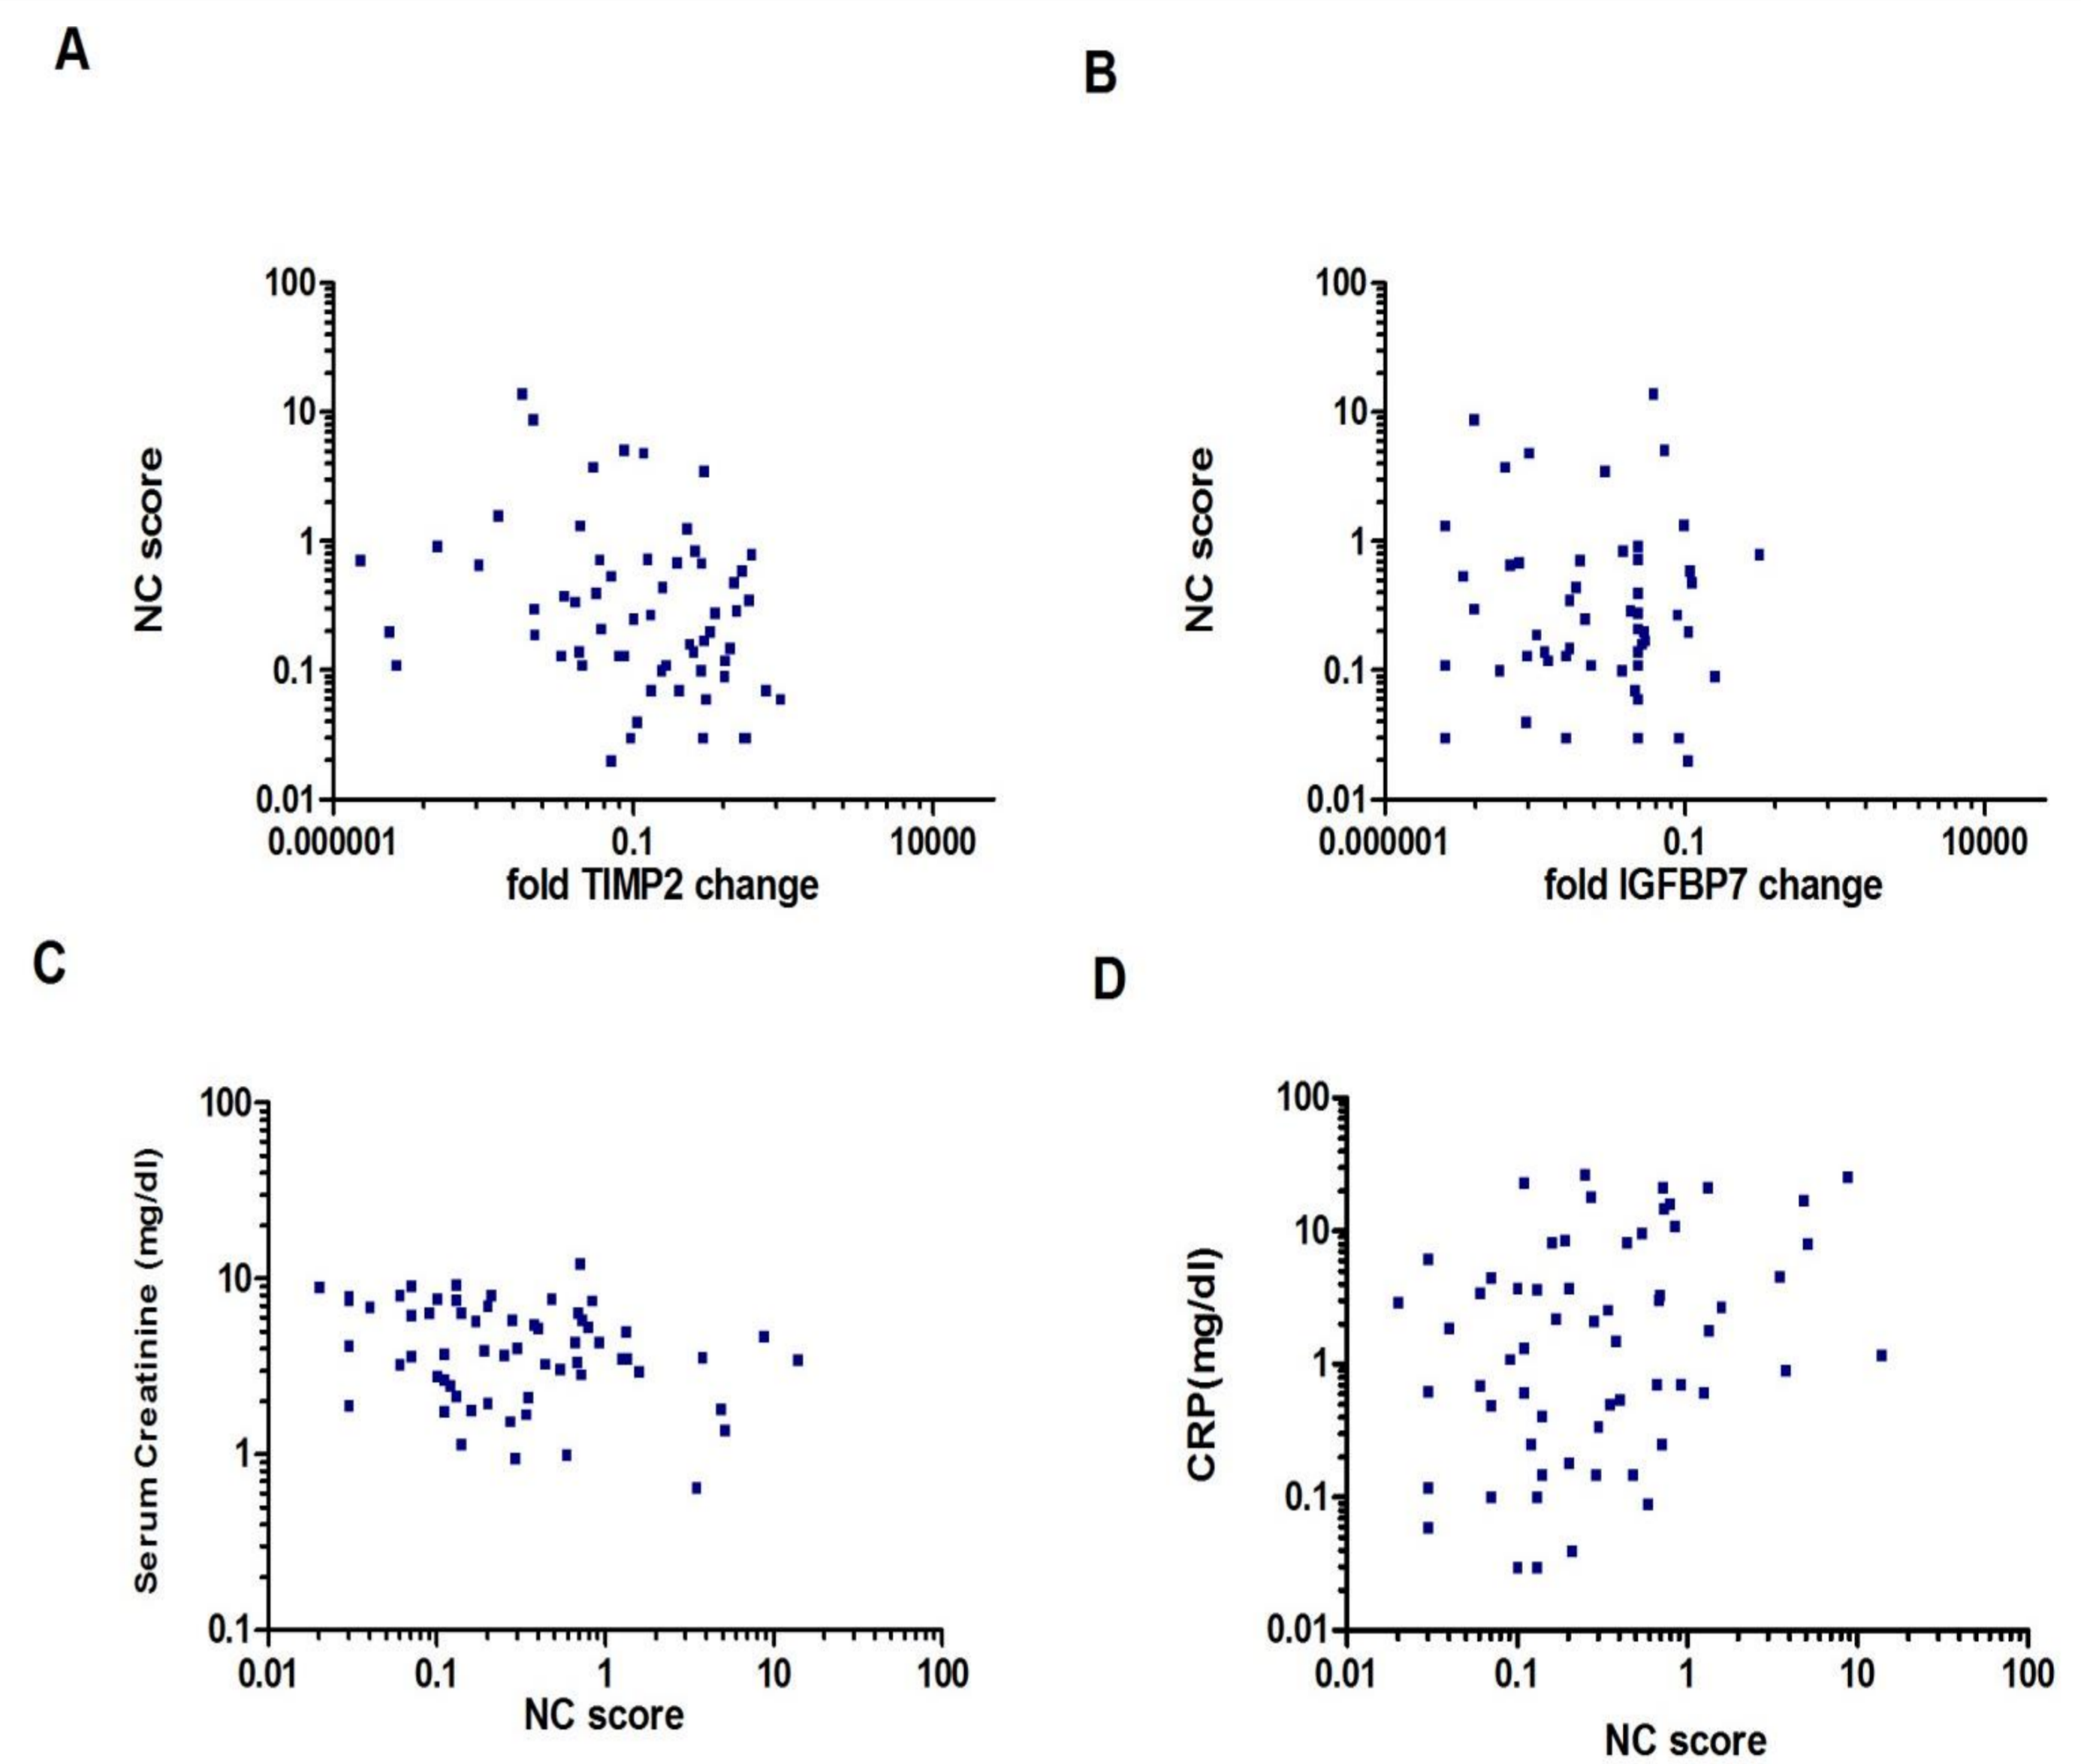 A
B
100
10
1
0.1
0.01
NC score
0.000001 0.1 10000
fold TIMP2 change
100
10
1
0.1
0.01
NC score
0.000001 0.1 10000
fold IGFBP7 change
C
D
100
10
1
0.1
Serum Creatinine (mg/dl)
0.01 0.1 1 10 100
NC score
100
10
1
0.1
0.01
CRP(mg/dl)
0.01 0.1 1 10 100
NC score